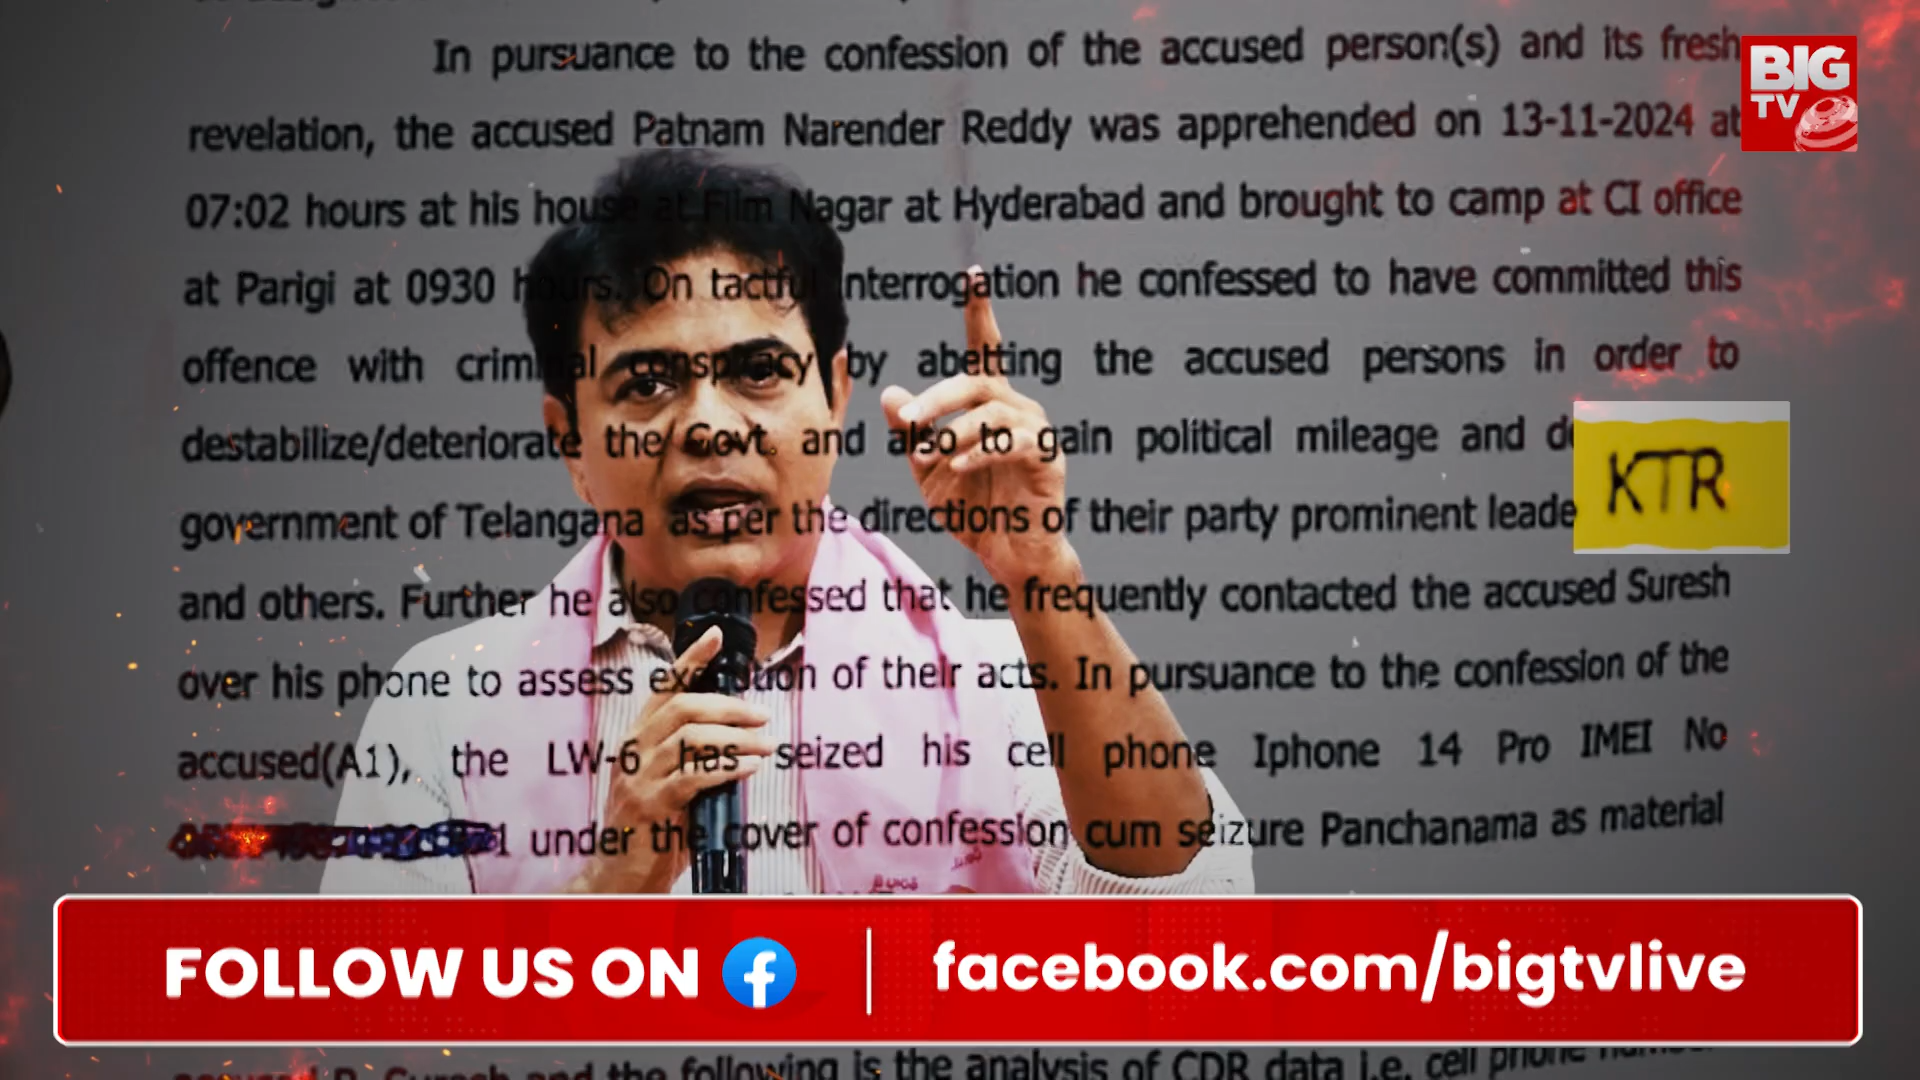 In pursuance to the confession of the accused person(s) and its fresh
BIG
TV
revelation, the accused Patnam Narender Reddy was apprehended on 13-11-2024 at
07:02 hours at his house at Film Nagar at Hyderabad and brought to camp at CI office
at Parigi at 0930 hours. On tactful interrogation he confessed to have committed this
offence with criminal conspiracy by abetting the accused persons in order to
destabilize/deteriorate the Govt. and also to gain political mileage and
KTR
government of Telangana as per the directions of their party prominent leade
and others. Further he also confessed that he frequently contacted the accused Suresh
over his phone to assess execution of their acts. In pursuance to the confession of the
accused(A1), the LW-6 has seized his cell phone Iphone 14 Pro IMEI No
under the cover of confession cum seizure Panchanama as material
FOLLOW US ON f | facebook.com/bigtvlive
and the following is the analysis of CDR data i.e. cell phone